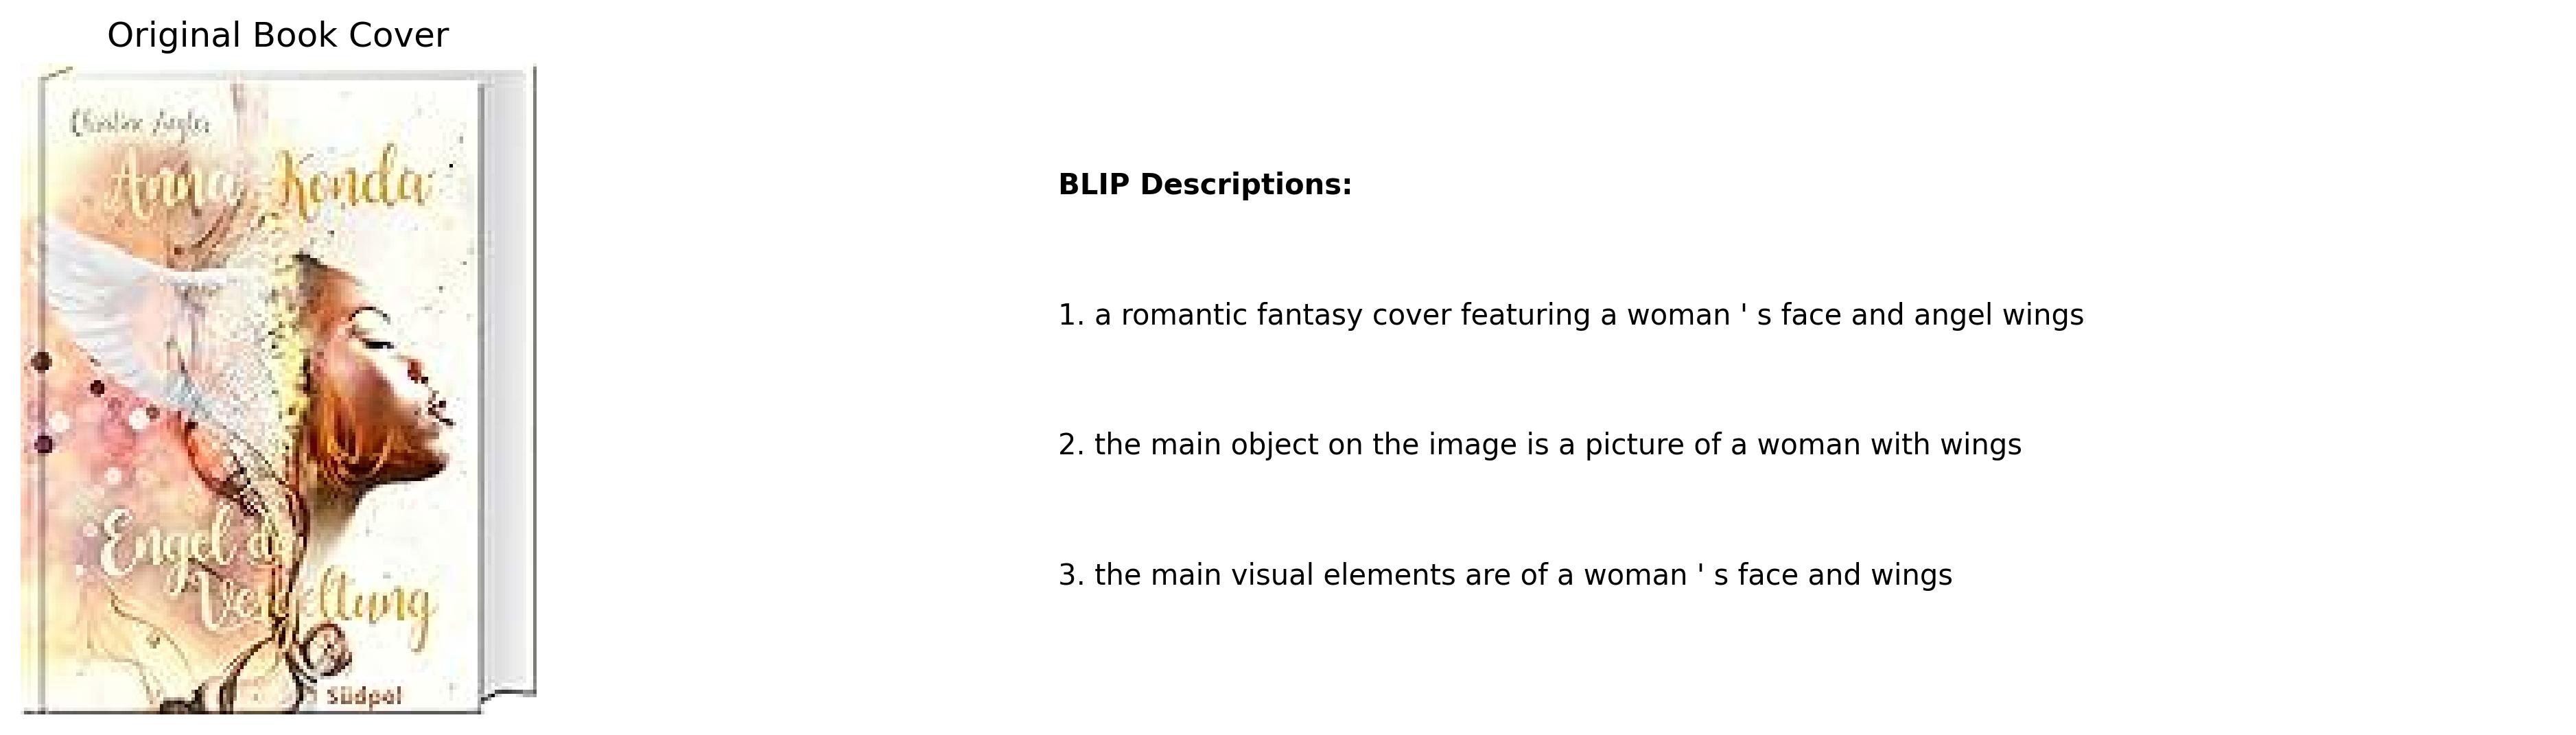 Original Book Cover
Christine
Anna Konda
Engel der
Vergeltung
Südpol
BLIP Descriptions:
1. a romantic fantasy cover featuring a woman ' s face and angel wings
2. the main object on the image is a picture of a woman with wings
3. the main visual elements are of a woman ' s face and wings